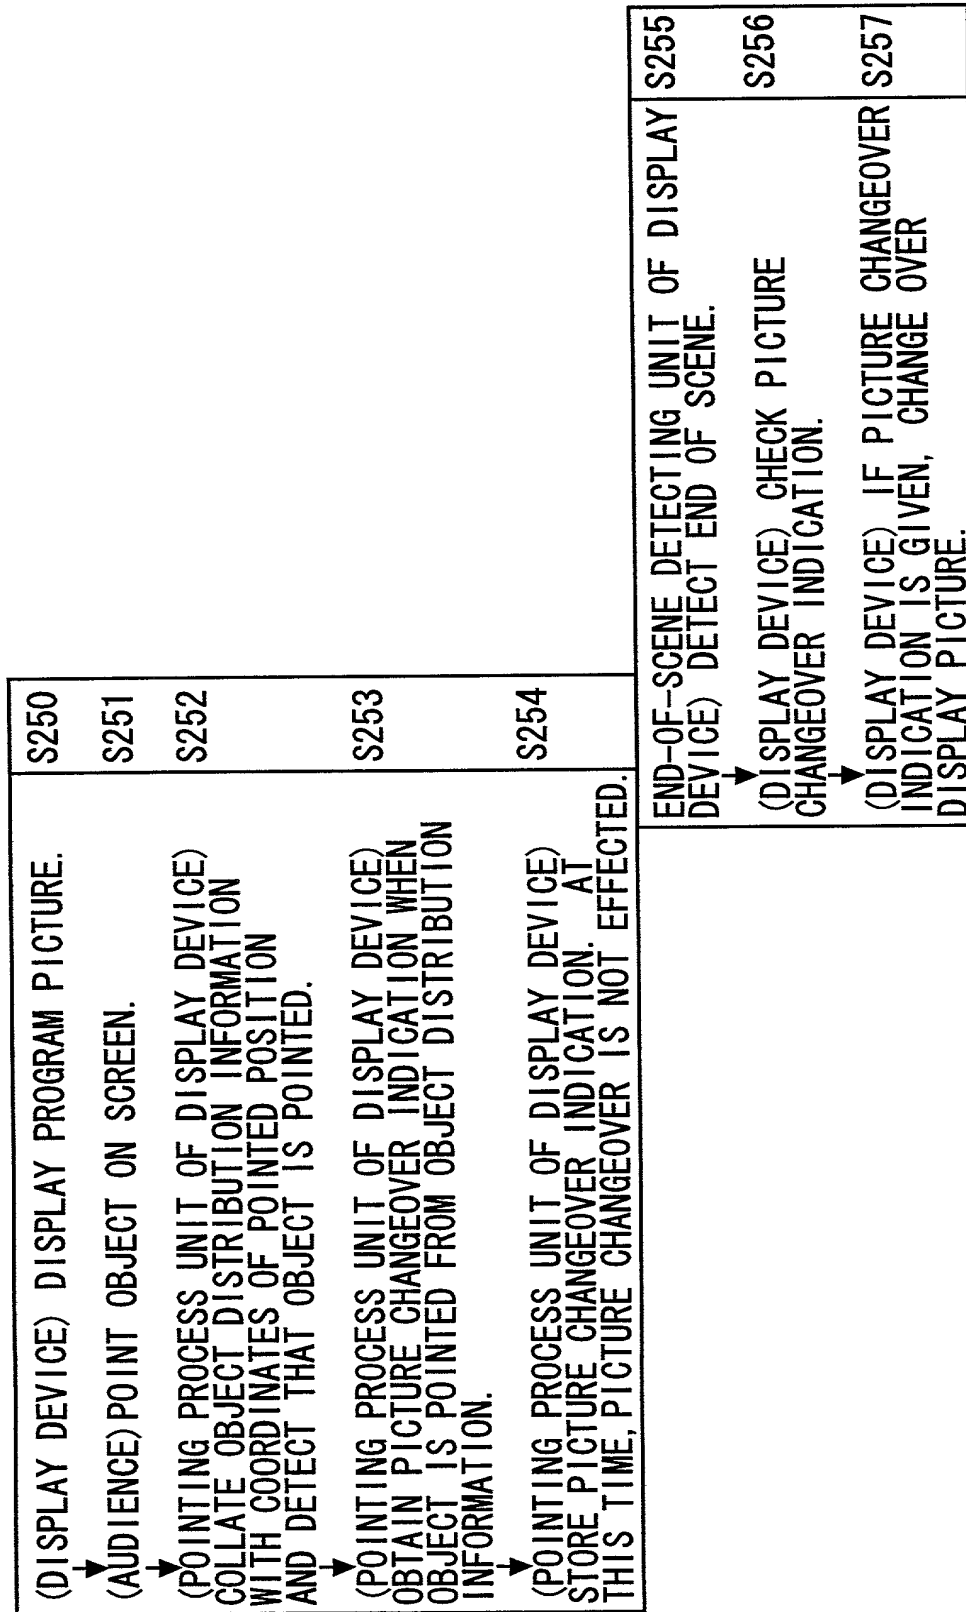 (DISPLAY DEVICE) DISPLAY PROGRAM PICTURE. S250
(AUDIENCE)POINT OBJECT ON SCREEN. S251
(POINTING PROCESS UNIT OF DISPLAY DEVICE) S252
COLLATE OBJECT DISTRIBUTION INFORMATION
WITH COORDINATES OF POINTED POSITION
AND DETECT THAT OBJECT IS POINTED.
(POINTING PROCESS UNIT OF DISPLAY DEVICE) S253
OBTAIN PICTURE CHANGEOVER INDICATION WHEN
OBJECT IS POINTED FROM OBJECT DISTRIBUTION
INFORMATION.
(POINTING PROCESS UNIT OF DISPLAY DEVICE) S254
STORE PICTURE CHANGEOVER INDICATION. AT
THIS TIME,PICTURE CHANGEOVER IS NOT EFFECTED.
END-OF-SCENE DETECTING UNIT OF DISPLAY S255
DEVICE) DETECT END OF SCENE.
(DISPLAY DEVICE) CHECK PICTURE S256
CHANGEOVER INDICATION.
(DISPLAY DEVICE) IF PICTURE CHANGEOVER S257
INDICATION IS GIVEN, CHANGE OVER
DISPLAY PICTURE.